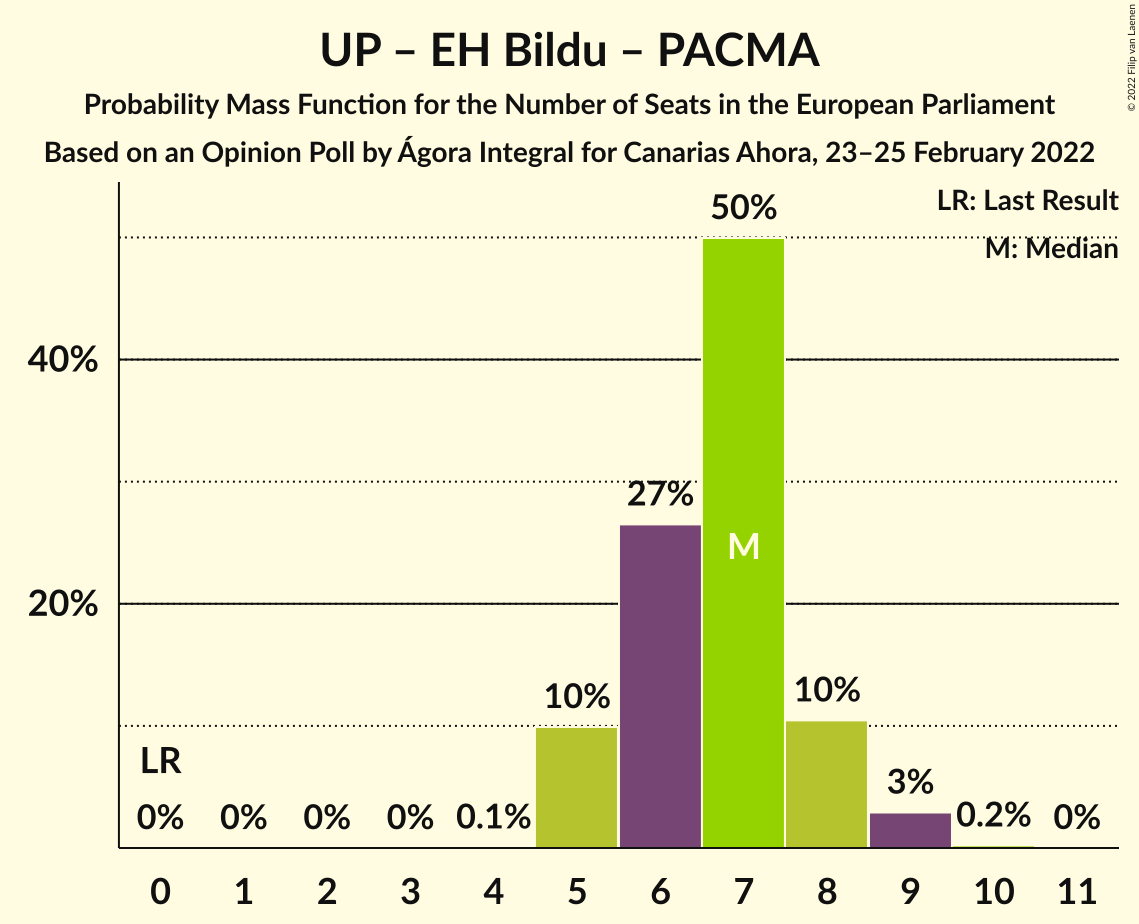 UP – EH Bildu – PACMA
Probability Mass Function for the Number of Seats in the European Parliament
Based on an Opinion Poll by Ágora Integral for Canarias Ahora, 23–25 February 2022
© 2022 Filip van Laenen
LR: Last Result
M: Median
50%
40%
27%
M
20%
10%
10%
LR
3%
0%
0%
0%
0%
0.1%
0.2%
0%
0 1 2 3 4 5 6 7 8 9 10 11